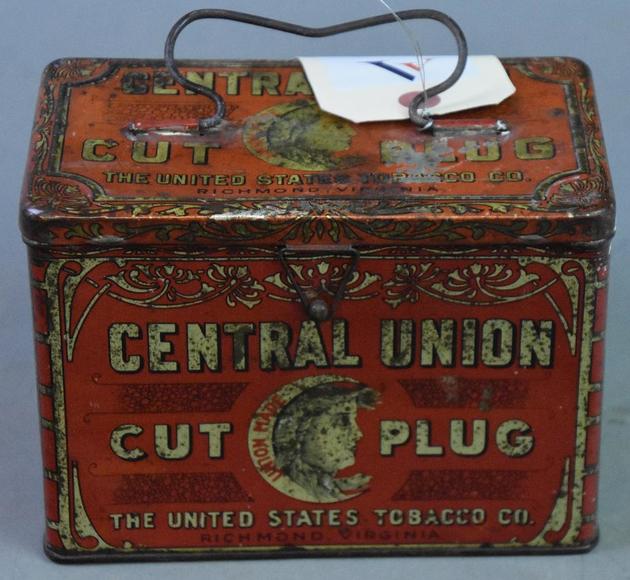 CENTRAL
CUT PLUG
THE UNITED STATES TOBACCO CO.
RICHMOND, VIRGINIA.
CENTRAL UNION
CUT PLUG
UNION MADE
THE UNITED STATES TOBACCO CO.
RICHMOND, VIRGINIA